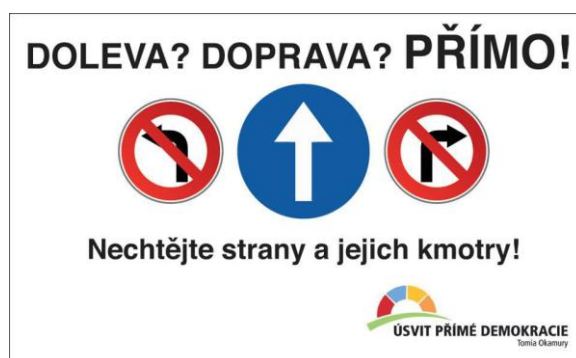 DOLEVA? DOPRAVA? PŘÍMO!
Nechtějte strany a jejich kmotry!
ÚSVIT PŘÍMÉ DEMOKRACIE
Tomia Okamury